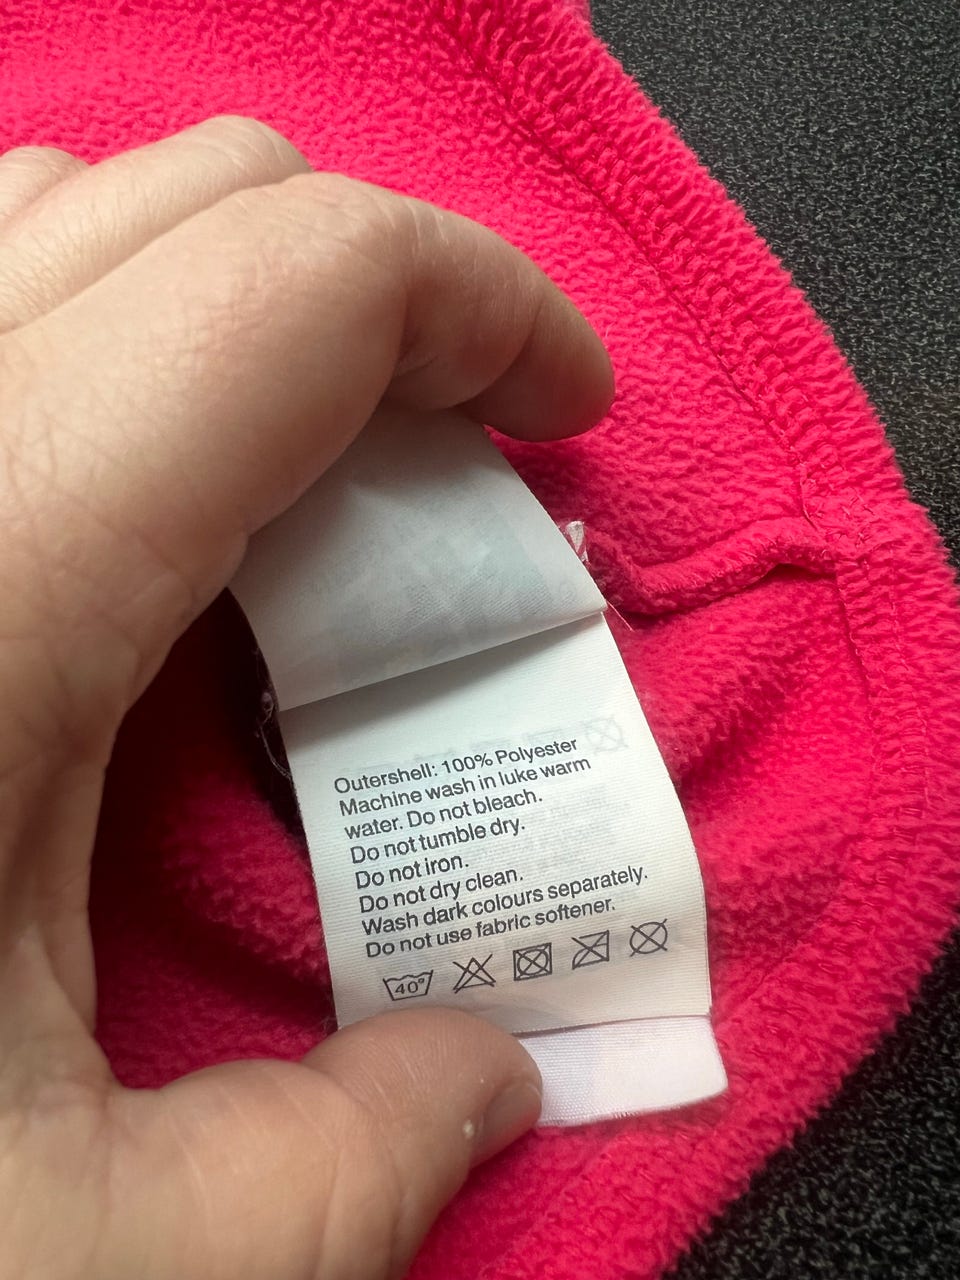 Outershell: 100% Polyester
Machine wash in luke warm
water. Do not bleach.
Do not tumble dry.
Do not iron.
Do not dry clean.
Wash dark colours separately.
Do not use fabric softener.
40°